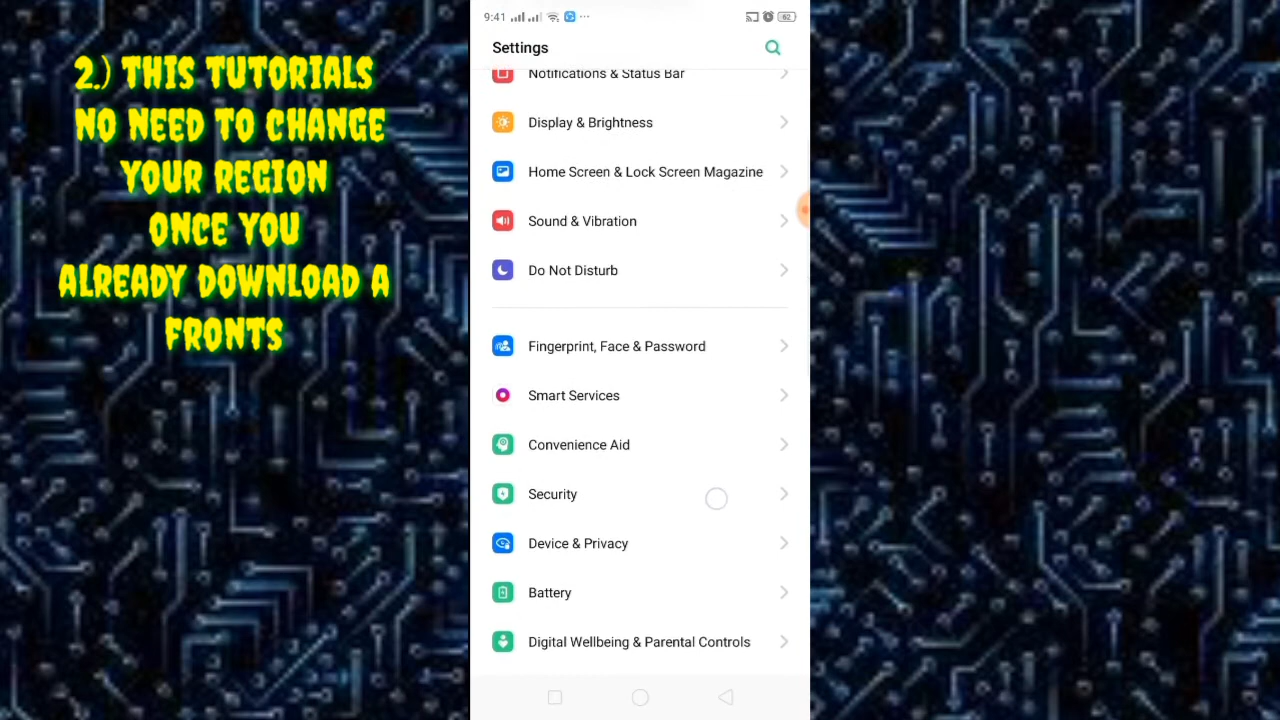 2.) THIS TUTORIALS
NO NEED TO CHANGE
YOUR REGION
ONCE YOU
ALREADY DOWNLOAD A
FRONTS
9:41
62
Settings
Notifications & Status Bar
Display & Brightness
Home Screen & Lock Screen Magazine
Sound & Vibration
Do Not Disturb
Fingerprint, Face & Password
Smart Services
Convenience Aid
Security
Device & Privacy
Battery
Digital Wellbeing & Parental Controls